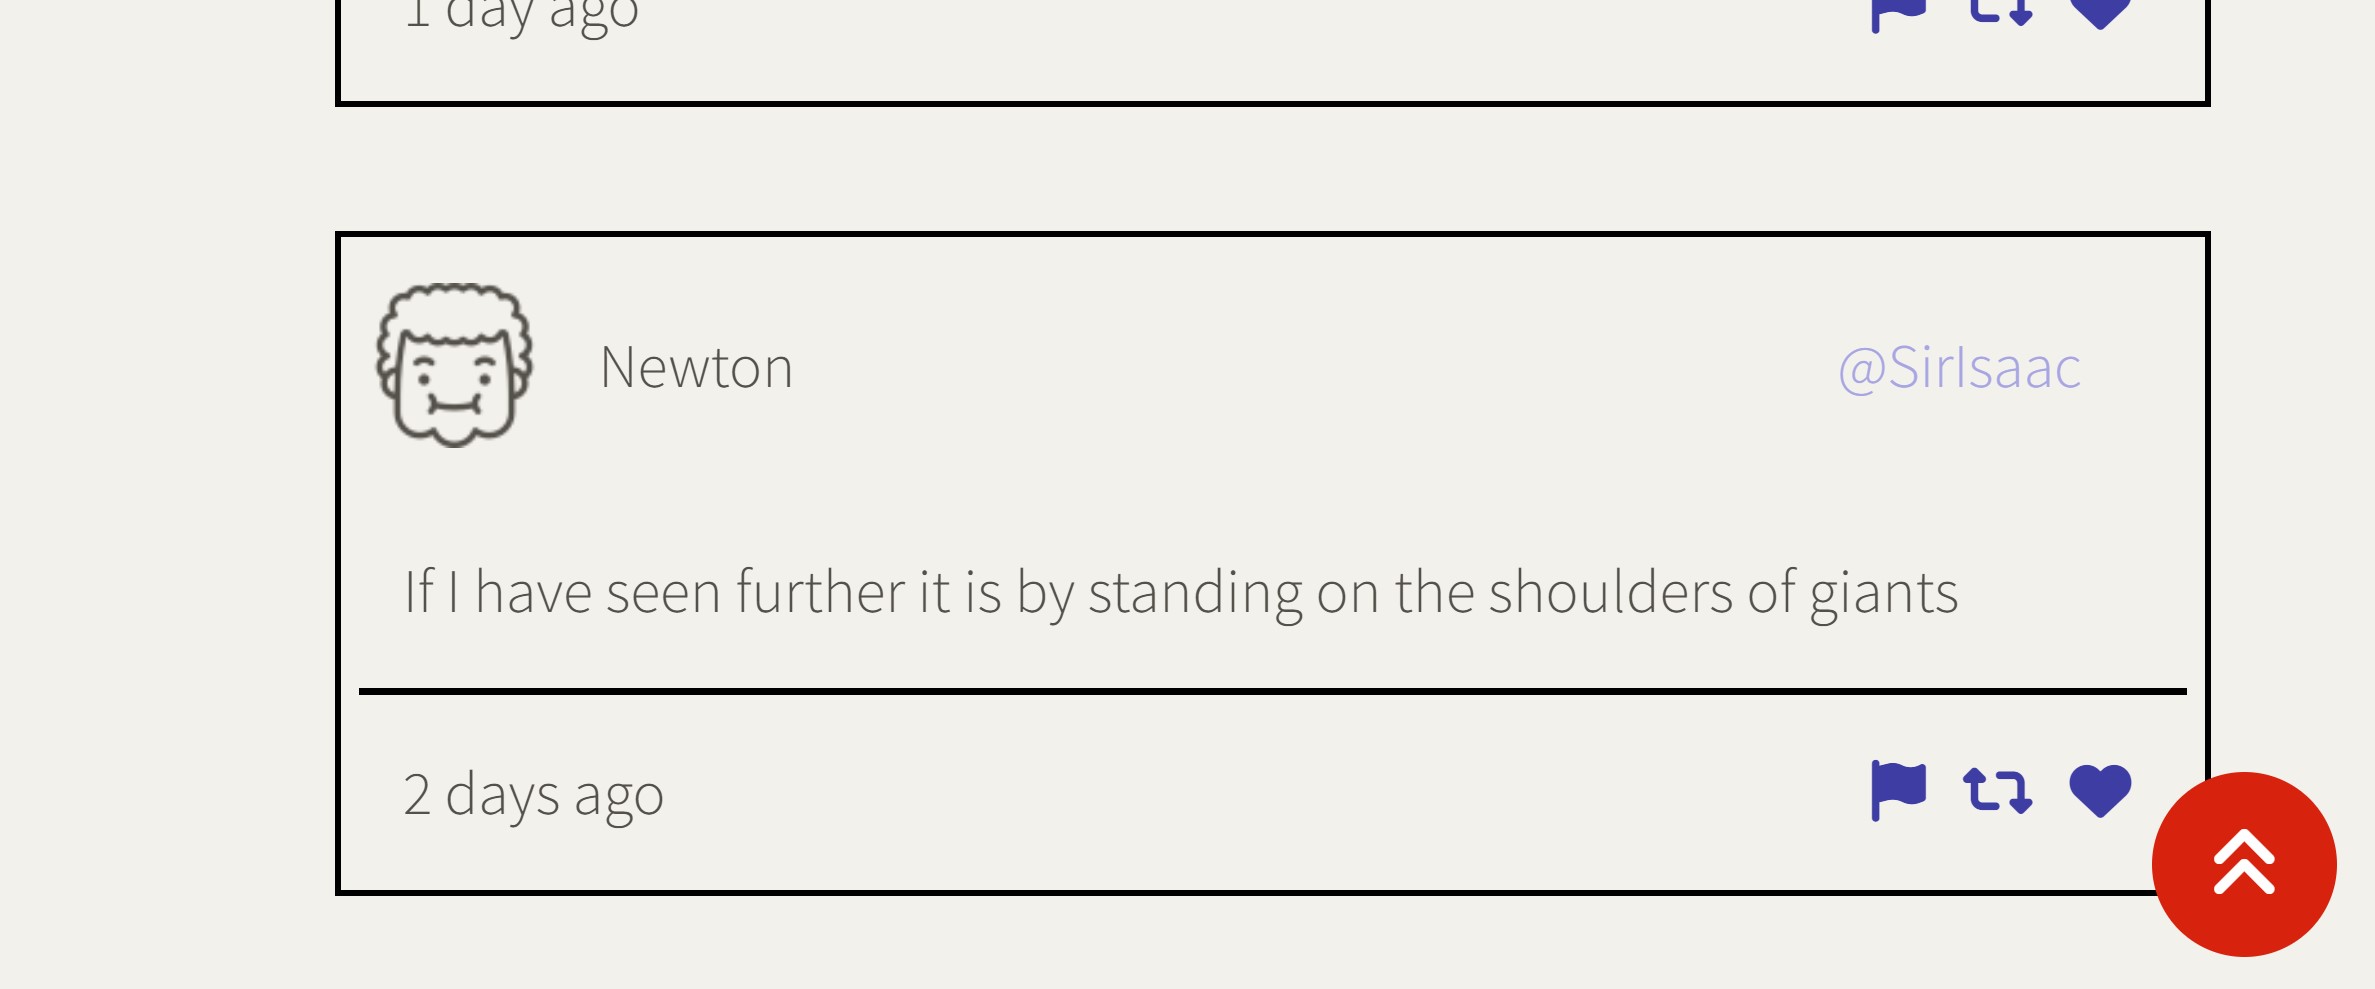 1 day ago
Newton
@SirIsaac
If I have seen further it is by standing on the shoulders of giants
2 days ago